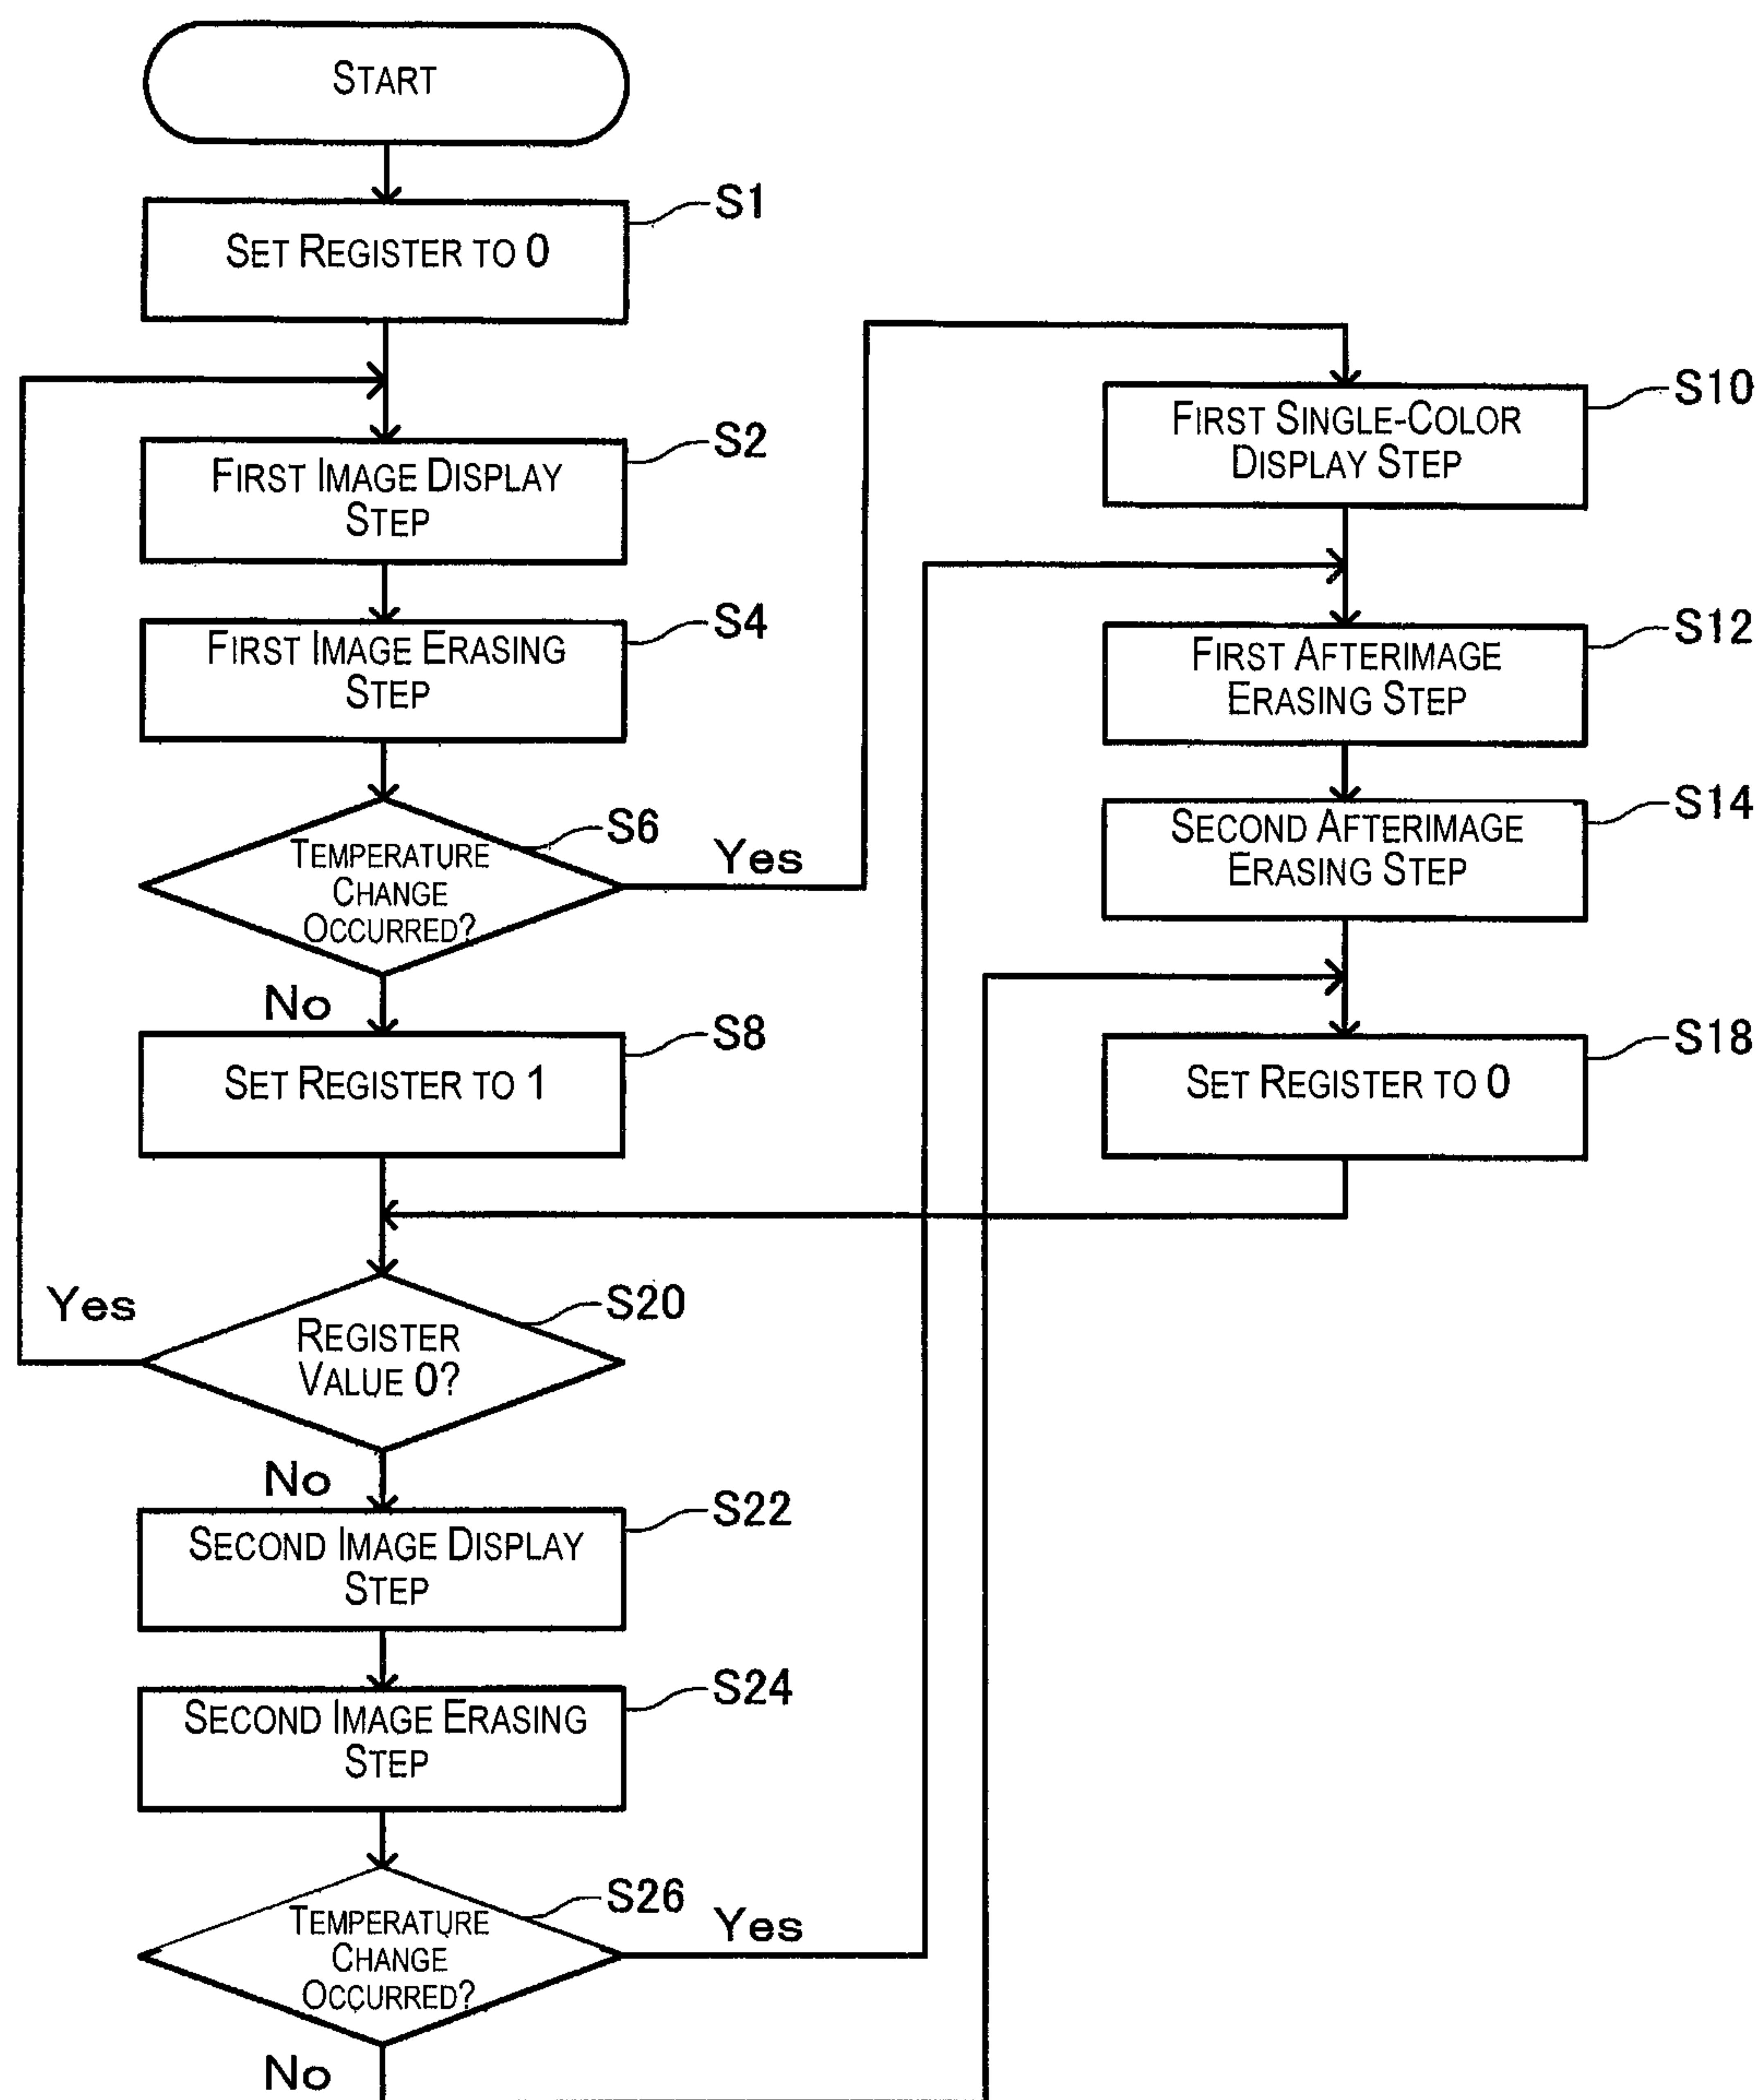 START
S1
SET REGISTER TO 0
S2
FIRST IMAGE DISPLAY
STEP
S4
FIRST IMAGE ERASING
STEP
S6
TEMPERATURE
CHANGE
OCCURRED?
Yes
No
S8
SET REGISTER TO 1
S10
FIRST SINGLE-COLOR
DISPLAY STEP
S12
FIRST AFTERIMAGE
ERASING STEP
S14
SECOND AFTERIMAGE
ERASING STEP
S18
SET REGISTER TO 0
Yes
S20
REGISTER
VALUE 0?
No
S22
SECOND IMAGE DISPLAY
STEP
S24
SECOND IMAGE ERASING
STEP
S26
TEMPERATURE
CHANGE
OCCURRED?
Yes
No